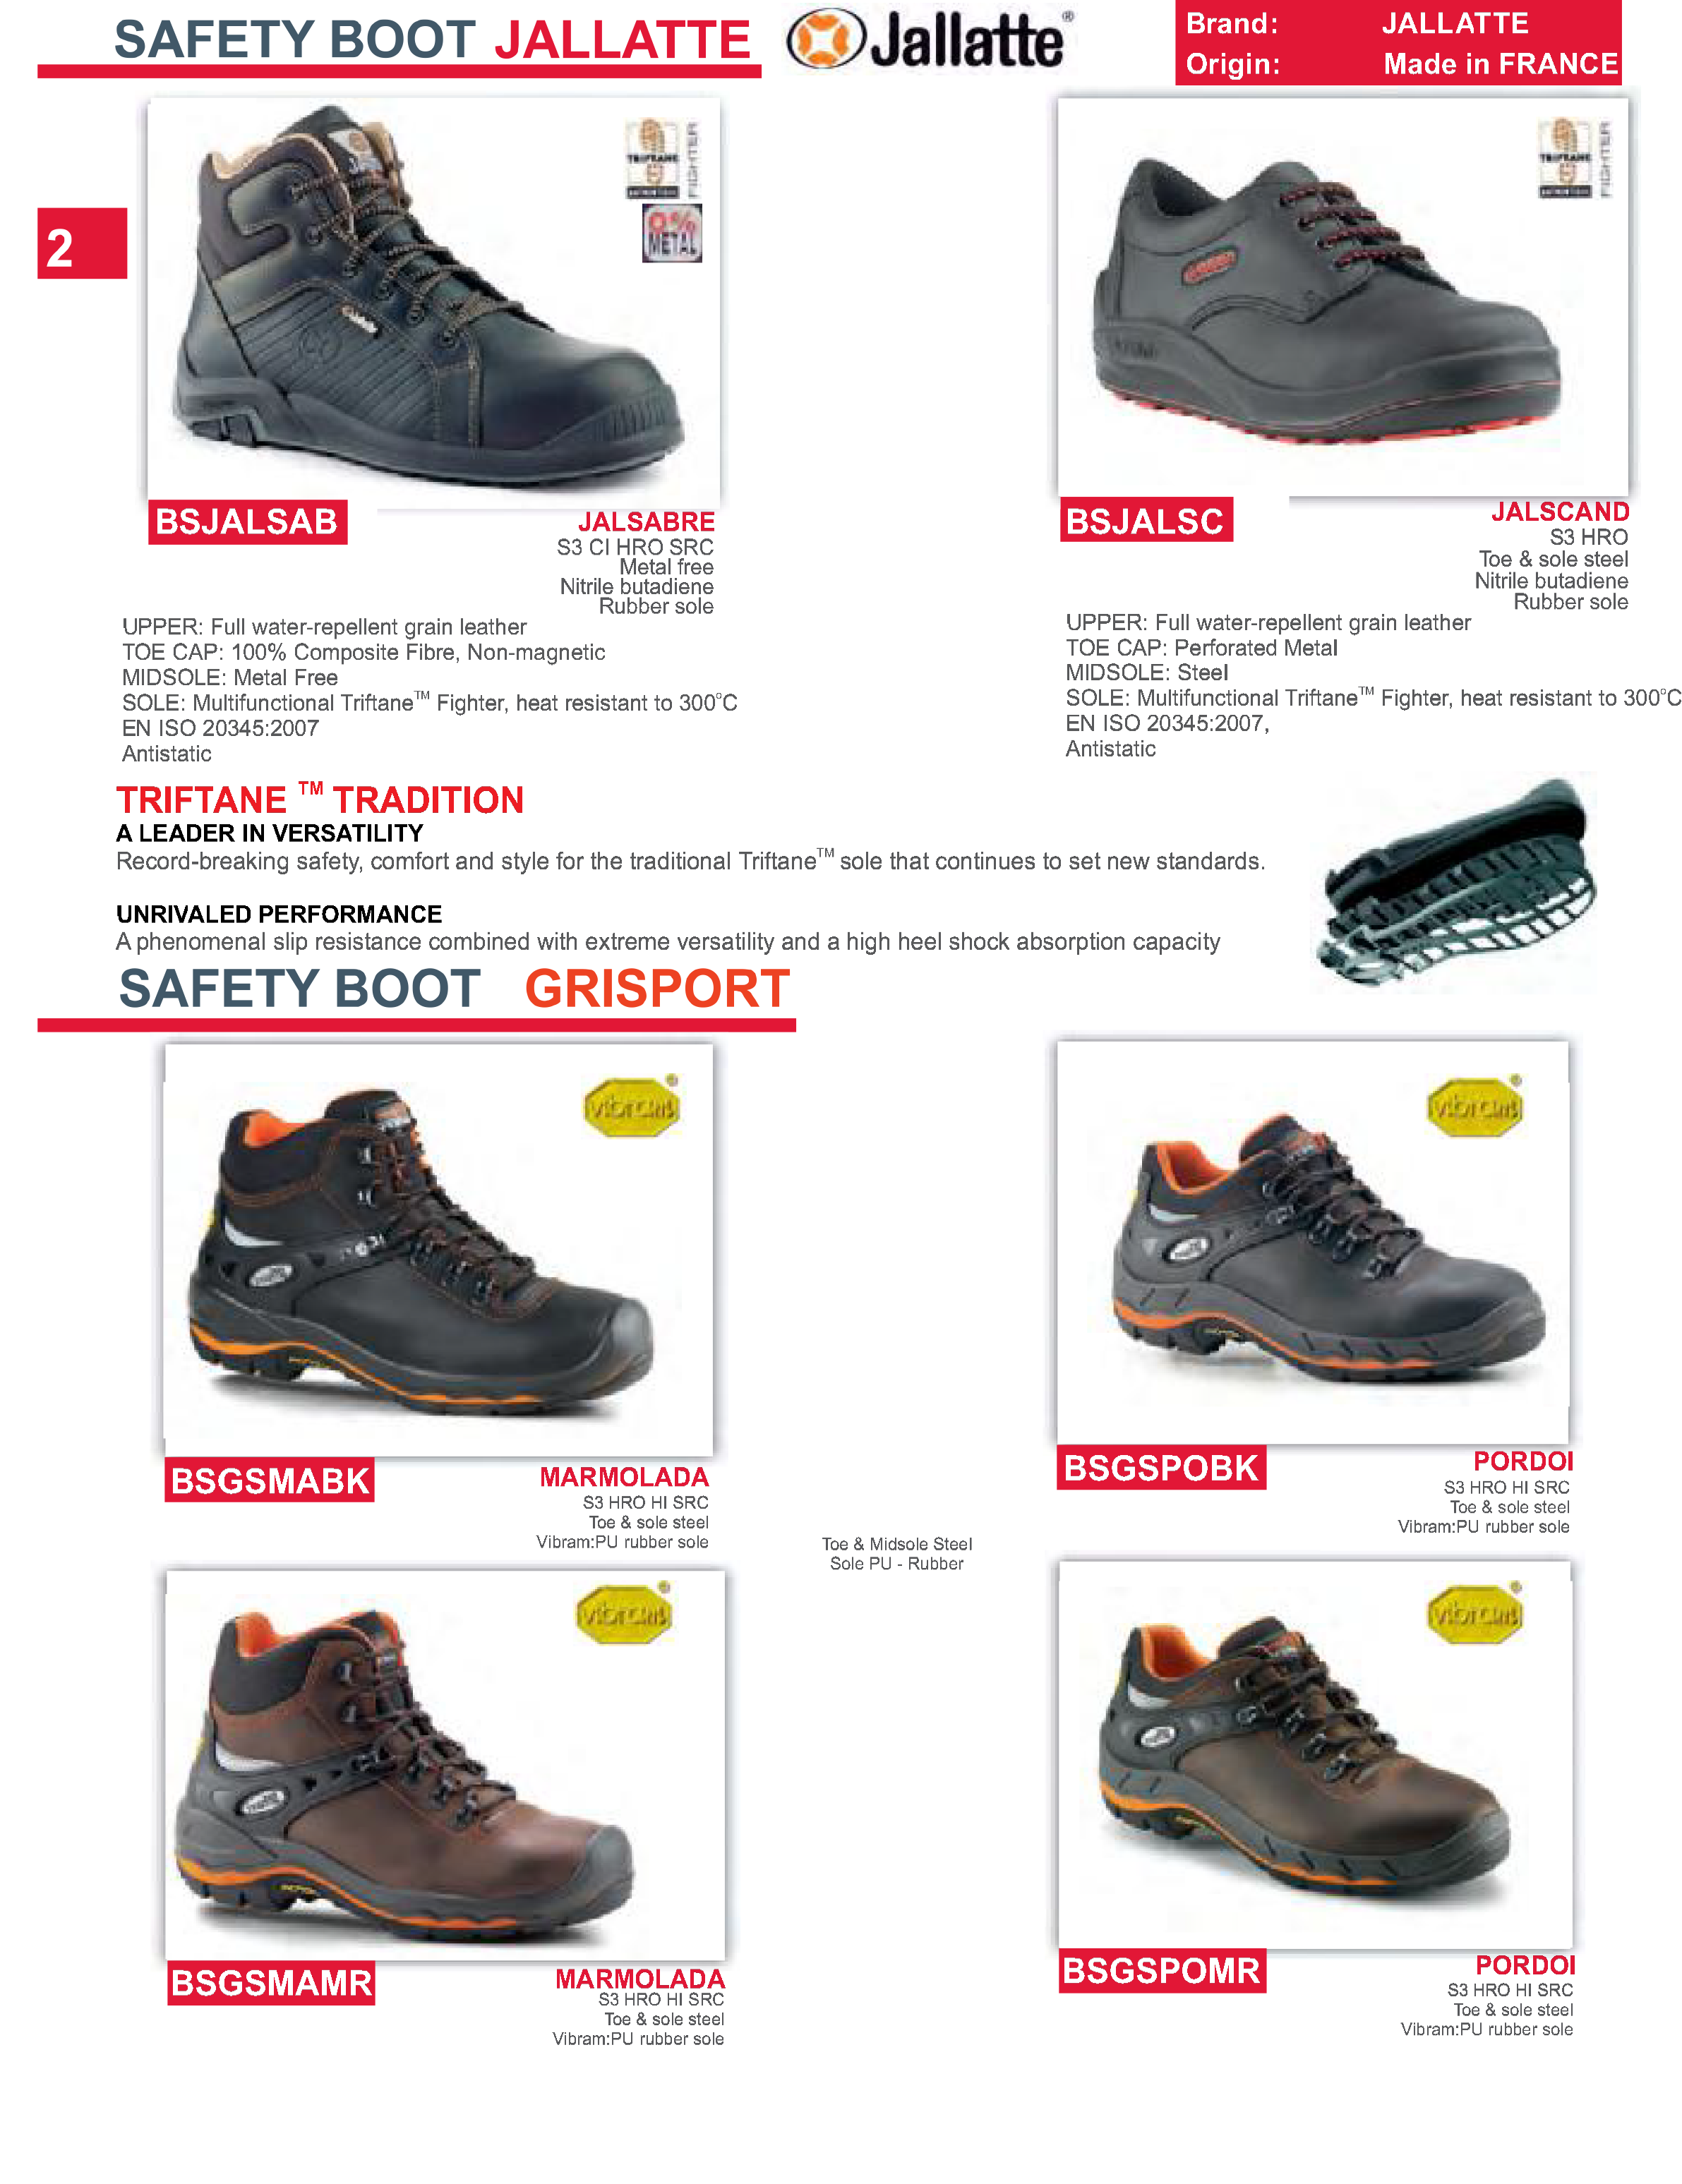 SAFETY BOOT JALLATTE
Jallatte®
Brand: JALLATTE
Origin: Made in FRANCE
2
TRIFTANE
FIGHTER
0%
METAL
TRIFTANE
FIGHTER
BSJALSAB
JALSABRE
S3 CI HRO SRC
Metal free
Nitrile butadiene
Rubber sole
UPPER: Full water-repellent grain leather
TOE CAP: 100% Composite Fibre, Non-magnetic
MIDSOLE: Metal Free
SOLE: Multifunctional Triftane™ Fighter, heat resistant to 300°C
EN ISO 20345:2007
Antistatic
BSJALSC
JALSCAND
S3 HRO
Toe & sole steel
Nitrile butadiene
Rubber sole
UPPER: Full water-repellent grain leather
TOE CAP: Perforated Metal
MIDSOLE: Steel
SOLE: Multifunctional Triftane™ Fighter, heat resistant to 300°C
EN ISO 20345:2007,
Antistatic
TRIFTANE ™ TRADITION
A LEADER IN VERSATILITY
Record-breaking safety, comfort and style for the traditional Triftane™ sole that continues to set new standards.
UNRIVALED PERFORMANCE
A phenomenal slip resistance combined with extreme versatility and a high heel shock absorption capacity
SAFETY BOOT GRISPORT
vibram®
vibram®
BSGSMABK
MARMOLADA
S3 HRO HI SRC
Toe & sole steel
Vibram:PU rubber sole
BSGSPOBK
PORDOI
S3 HRO HI SRC
Toe & sole steel
Vibram:PU rubber sole
Toe & Midsole Steel
Sole PU - Rubber
vibram®
vibram®
BSGSMAMR
MARMOLADA
S3 HRO HI SRC
Toe & sole steel
Vibram:PU rubber sole
BSGSPOMR
PORDOI
S3 HRO HI SRC
Toe & sole steel
Vibram:PU rubber sole